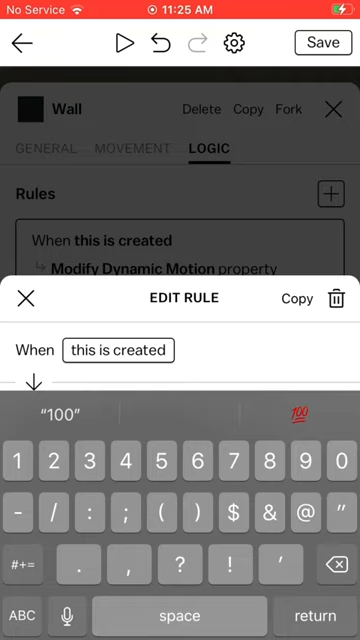 No Service 11:25 AM
Save
Wall Delete Copy Fork
GENERAL MOVEMENT LOGIC
Rules
When this is created
Modify Dynamic Motion property
EDIT RULE Copy
When this is created
“100” 💯
1 2 3 4 5 6 7 8 9 0
- / : ; ( ) $ & @ "
#+= . , ? ! '
ABC space return